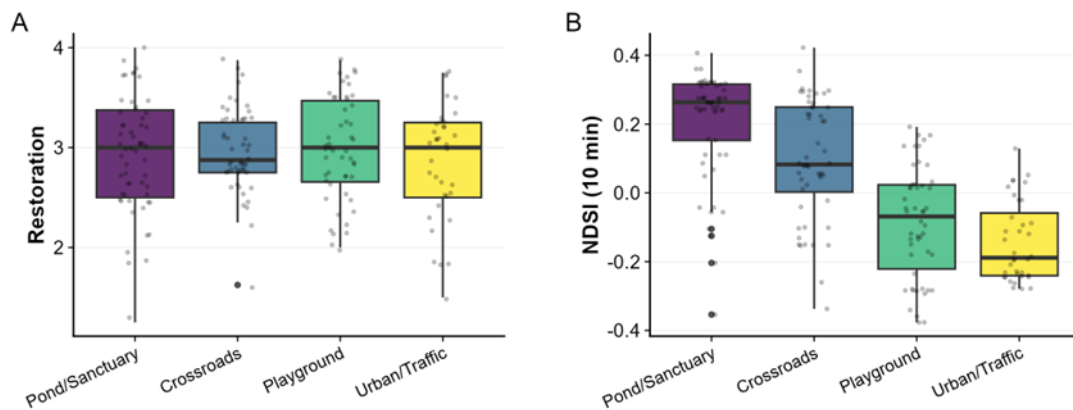 A
Restoration
4
3
2
Pond/Sanctuary
Crossroads
Playground
Urban/Traffic
B
NDSI (10 min)
0.4
0.2
0.0
-0.2
-0.4
Pond/Sanctuary
Crossroads
Playground
Urban/Traffic